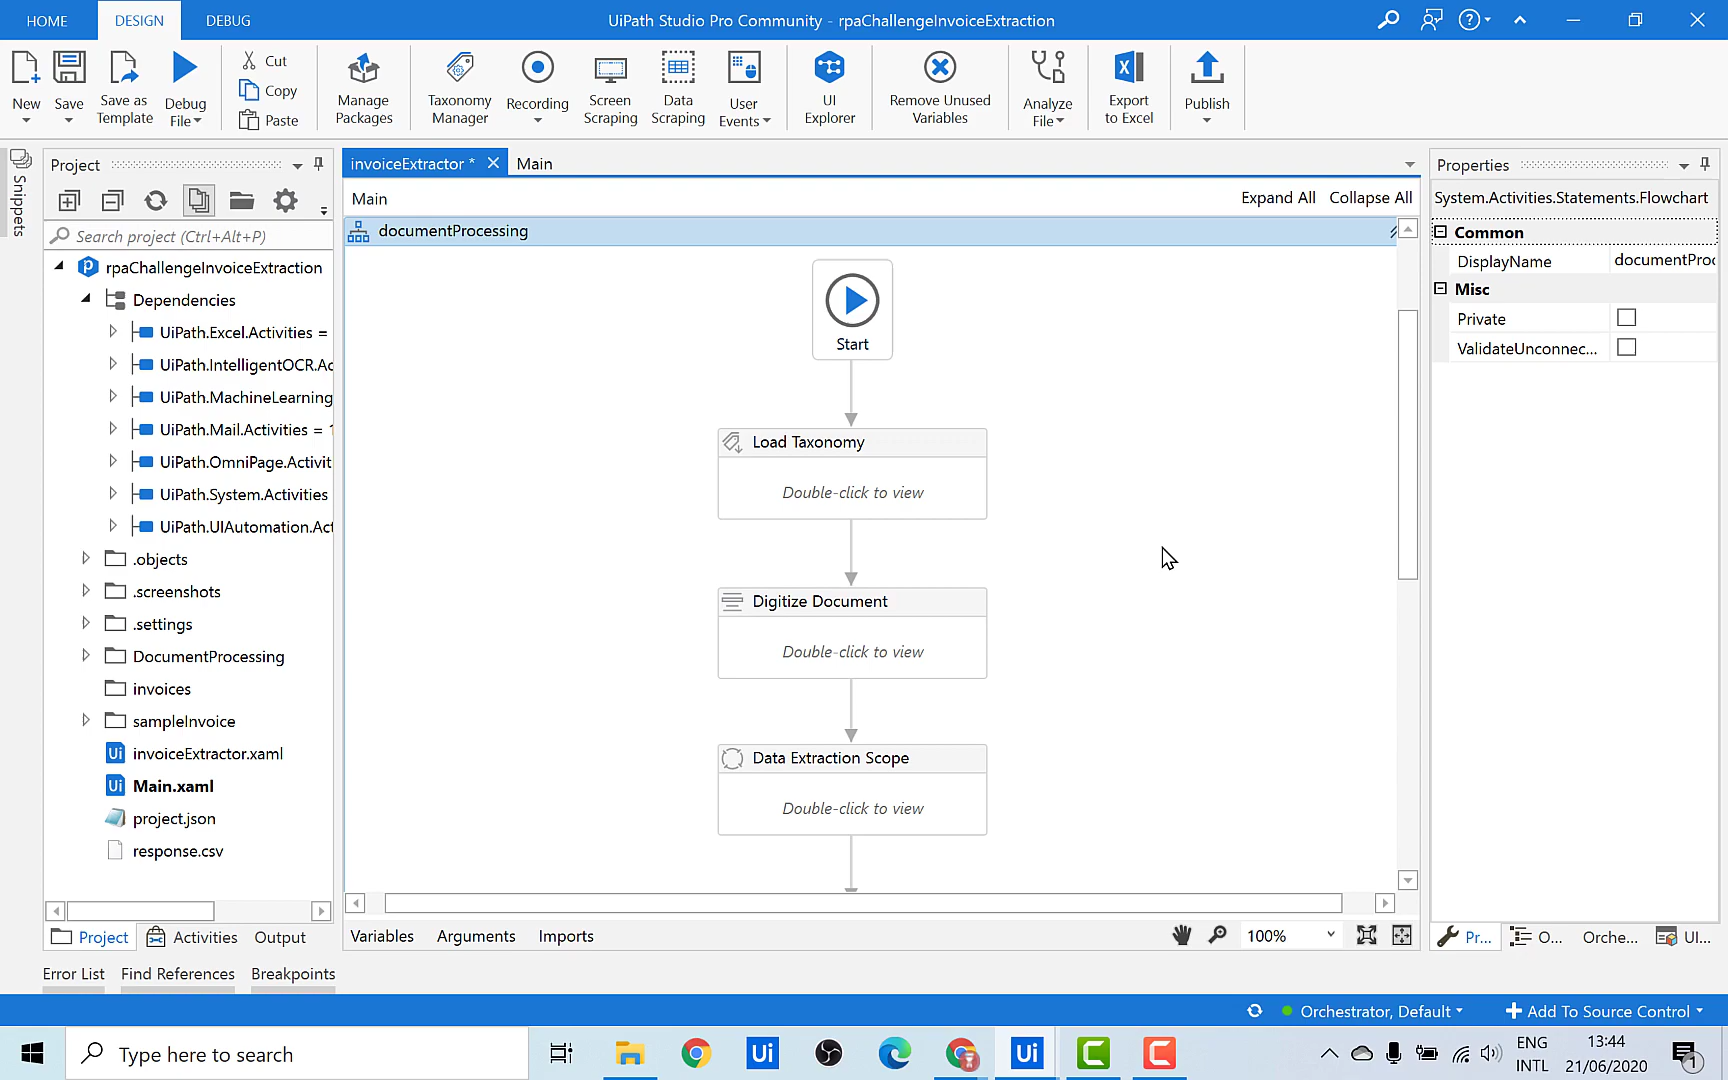 HOME DESIGN DEBUG UiPath Studio Pro Community - rpaChallengeInvoiceExtraction
New
Save
Save as
Template
Debug
File
Cut
Copy
Paste
Manage
Packages
Taxonomy
Manager
Recording
Screen
Scraping
Data
Scraping
User
Events
UI
Explorer
Remove Unused
Variables
Analyze
File
Export
to Excel
Publish
Snippets
Project
Search project (Ctrl+Alt+P)
rpaChallengeInvoiceExtraction
Dependencies
UiPath.Excel.Activities =
UiPath.IntelligentOCR.Ac
UiPath.MachineLearning
UiPath.Mail.Activities = 1
UiPath.OmniPage.Activit
UiPath.System.Activities
UiPath.UIAutomation.Act
.objects
.screenshots
.settings
DocumentProcessing
invoices
sampleInvoice
invoiceExtractor.xaml
Main.xaml
project.json
response.csv
Project Activities Output
Error List Find References Breakpoints
invoiceExtractor * Main
Main Expand All Collapse All
documentProcessing
Start
Load Taxonomy
Double-click to view
Digitize Document
Double-click to view
Data Extraction Scope
Double-click to view
Variables Arguments Imports 100%
Properties
System.Activities.Statements.Flowchart
Common
DisplayName documentProc
Misc
Private
ValidateUnconnec...
Pr... O... Orche... UI...
Orchestrator, Default Add To Source Control
Type here to search
ENG
INTL
13:44
21/06/2020
1